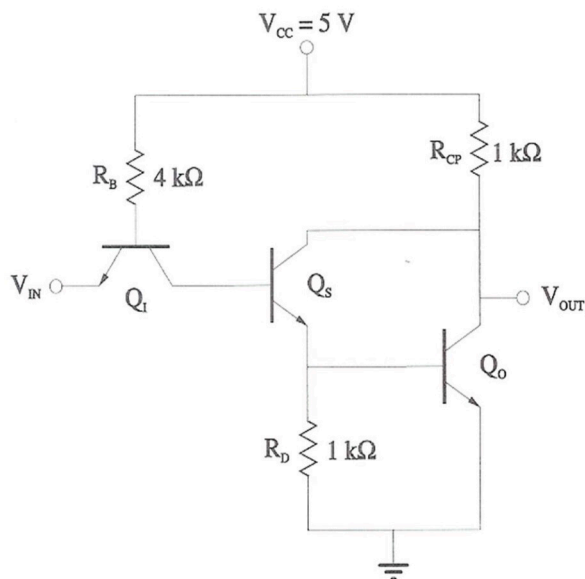 V_CC = 5 V
R_B 4 kΩ
R_CP 1 kΩ
V_IN
Q_I
Q_S
V_OUT
Q_O
R_D 1 kΩ